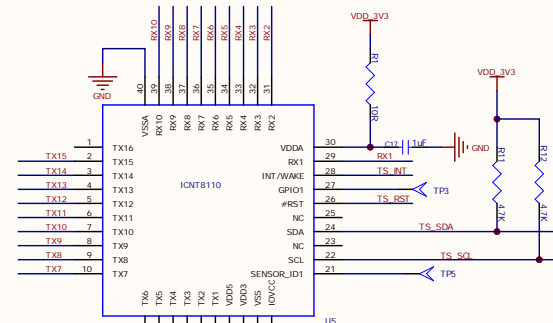 VDD_3V3
RX10
RX9
RX8
RX7
RX6
RX5
RX4
RX3
RX2
R1
10R
VDD_3V3
GND
40
39
38
37
36
35
34
33
32
31
VSSA
RX10
RX9
RX8
RX7
RX6
RX5
RX4
RX3
RX2
1 TX16
TX15 2 TX15
TX14 3 TX14
TX13 4 TX13
TX12 5 TX12
TX11 6 TX11
TX10 7 TX10
TX9 8 TX9
TX8 9 TX8
TX7 10 TX7
ICNT8110
VDDA 30
C17 1uF
GND
RX1 29 RX1
INT/WAKE 28 TS_INT
GPIO1 27 TP3
#RST 26 TS_RST
NC 25
SDA 24 TS_SDA
NC 23
SCL 22 TS_SCL
SENSOR_ID1 21 TP5
R11
4.7K
R12
4.7K
TX6
TX5
TX4
TX3
TX2
TX1
VDD5
VDD3
VSS
IOVCC
U5